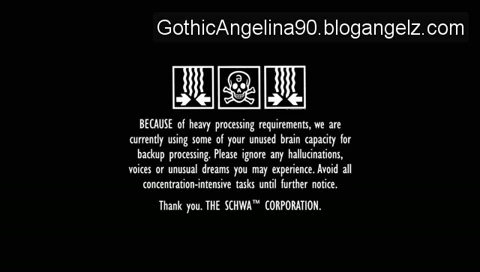 GothicAngelina90.blogangelz.com
BECAUSE of heavy processing requirements, we are
currently using some of your unused brain capacity for
backup processing. Please ignore any hallucinations,
voices or unusual dreams you may experience. Avoid all
concentration-intensive tasks until further notice.
Thank you. THE SCHWA™ CORPORATION.